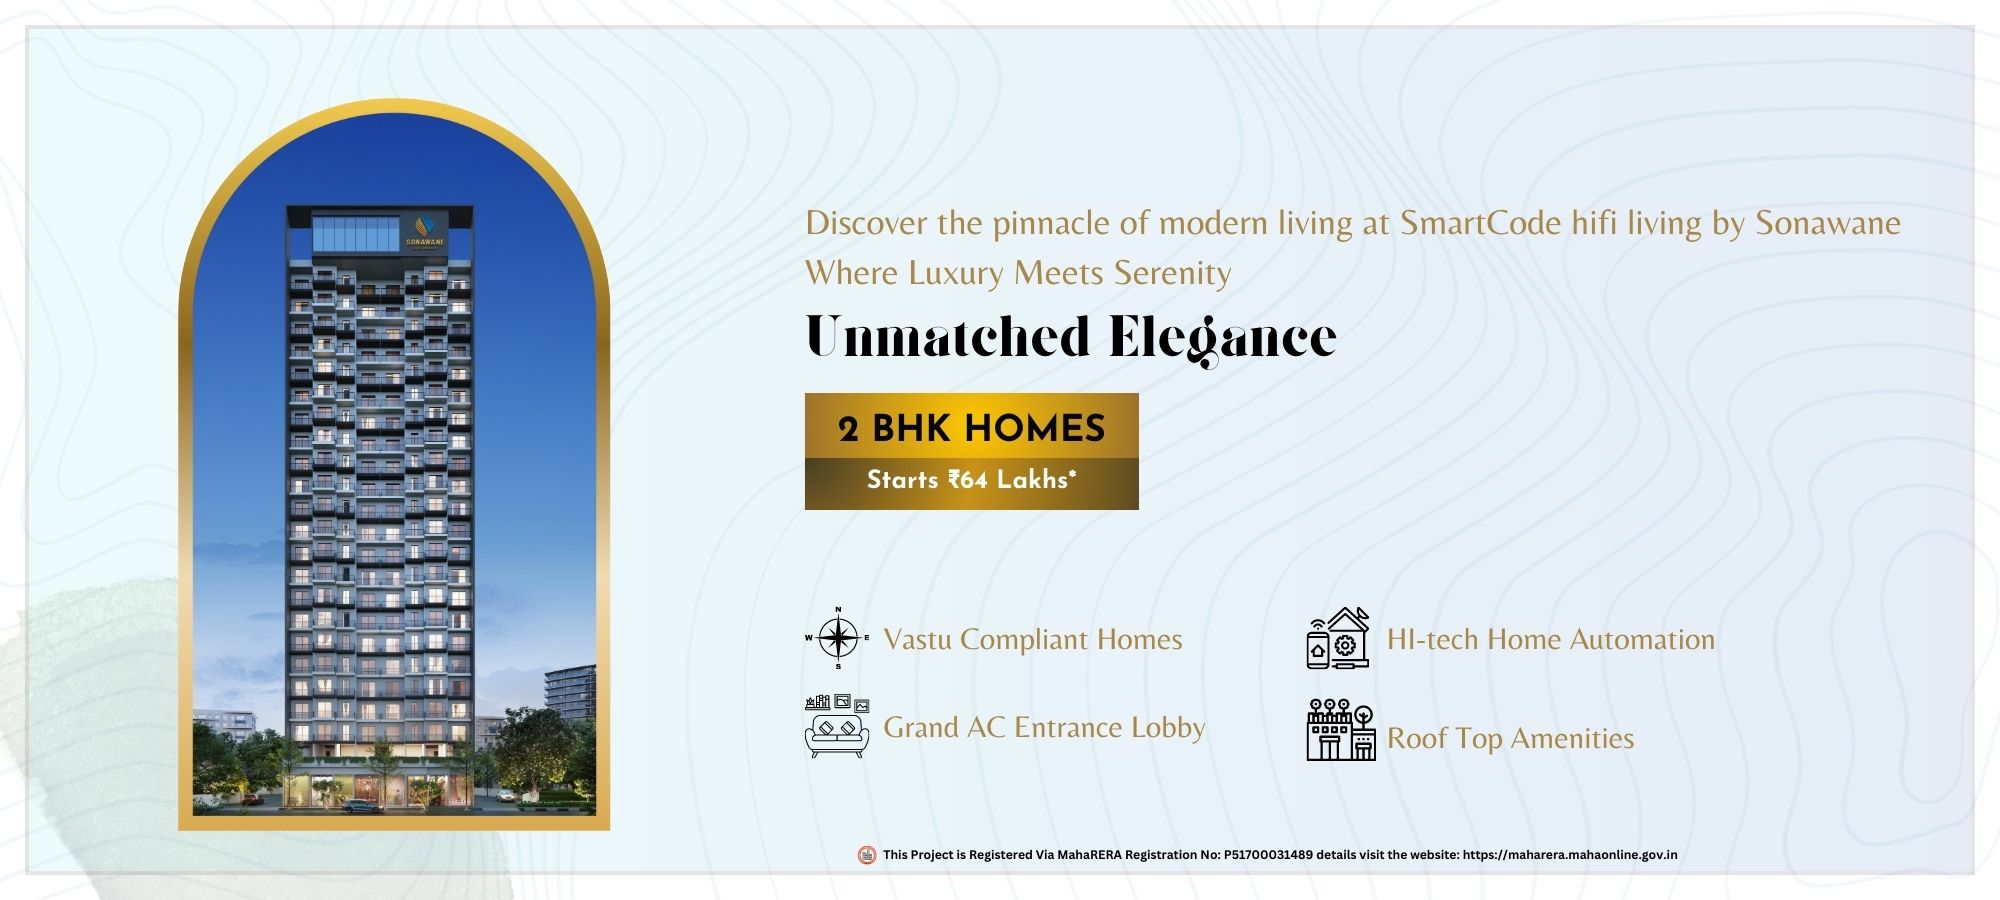 SONAWANE
Discover the pinnacle of modern living at SmartCode hifi living by Sonawane
Where Luxury Meets Serenity
Unmatched Elegance
2 BHK HOMES
Starts ₹64 Lakhs*
N
W E
S
Vastu Compliant Homes
HI-tech Home Automation
Grand AC Entrance Lobby
Roof Top Amenities
This Project is Registered Via MahaRERA Registration No: P51700031489 details visit the website: https://maharera.mahaonline.gov.in